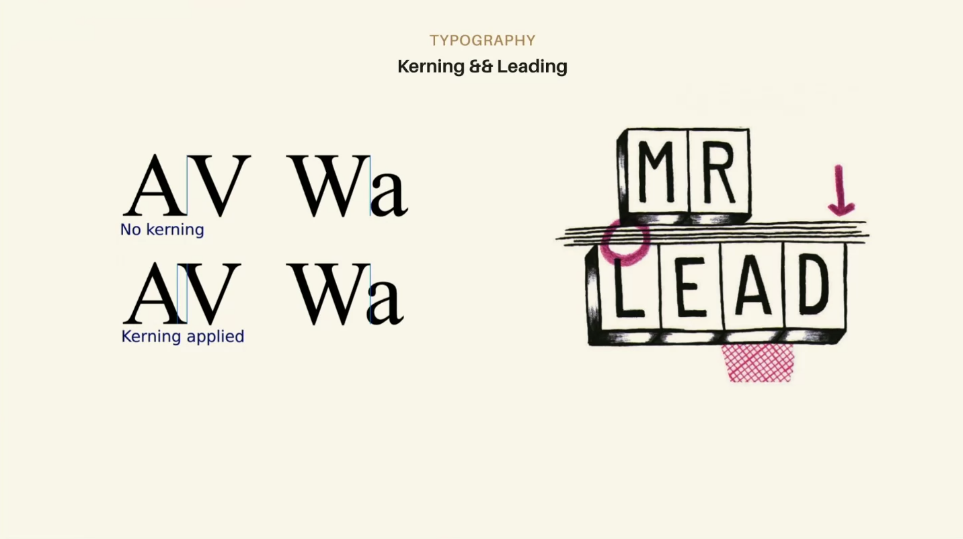 TYPOGRAPHY
Kerning && Leading
AV Wa
No kerning
AV Wa
Kerning applied
MR
LEAD